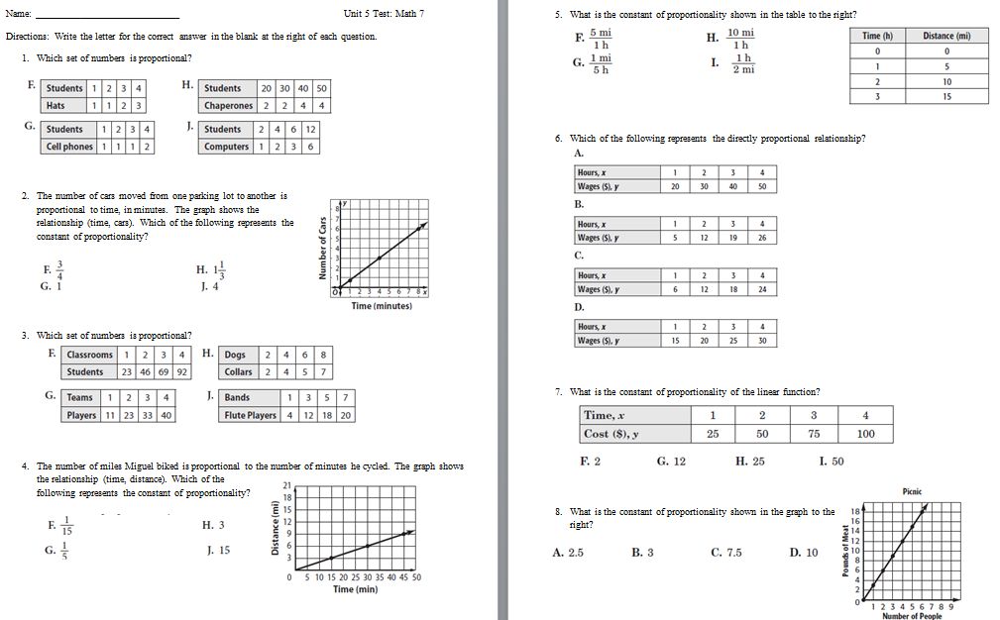 Name:
Unit 5 Test: Math 7
Directions: Write the letter for the correct answer in the blank at the right of each question.
1. Which set of numbers is proportional?
F. Students 1 2 3 4
Hats 1 1 2 3
H. Students 20 30 40 50
Chaperones 2 2 4 4
G. Students 1 2 3 4
Cell phones 1 1 1 2
J. Students 2 4 6 12
Computers 1 2 3 6
2. The number of cars moved from one parking lot to another is
proportional to time, in minutes. The graph shows the
relationship (time, cars). Which of the following represents the
constant of proportionality?
F. 3/4
H. 1 1/3
G. 1
J. 4
y
8
7
6
5
4
3
2
1
O 1 2 3 4 5 6 7 8 x
Number of Cars
Time (minutes)
3. Which set of numbers is proportional?
F. Classrooms 1 2 3 4
Students 23 46 69 92
H. Dogs 2 4 6 8
Collars 2 4 5 7
G. Teams 1 2 3 4
Players 11 23 33 40
J. Bands 1 3 5 7
Flute Players 4 12 18 20
4. The number of miles Miguel biked is proportional to the number of minutes he cycled. The graph shows
the relationship (time, distance). Which of the
following represents the constant of proportionality?
F. 1/15
H. 3
G. 1/5
J. 15
21
18
15
12
9
6
3
0 5 10 15 20 25 30 35 40 45 50
Distance (mi)
Time (min)
5. What is the constant of proportionality shown in the table to the right?
F. 5 mi / 1 h
H. 10 mi / 1 h
G. 1 mi / 5 h
I. 1 h / 2 mi
Time (h) Distance (mi)
0 0
1 5
2 10
3 15
6. Which of the following represents the directly proportional relationship?
A.
Hours, x 1 2 3 4
Wages ($), y 20 30 40 50
B.
Hours, x 1 2 3 4
Wages ($), y 5 12 19 26
C.
Hours, x 1 2 3 4
Wages ($), y 6 12 18 24
D.
Hours, x 1 2 3 4
Wages ($), y 15 20 25 30
7. What is the constant of proportionality of the linear function?
Time, x 1 2 3 4
Cost ($), y 25 50 75 100
F. 2 G. 12 H. 25 I. 50
8. What is the constant of proportionality shown in the graph to the
right?
A. 2.5 B. 3 C. 7.5 D. 10
Picnic
18
16
14
12
10
8
6
4
2
0
1 2 3 4 5 6 7 8 9
Pounds of Meat
Number of People